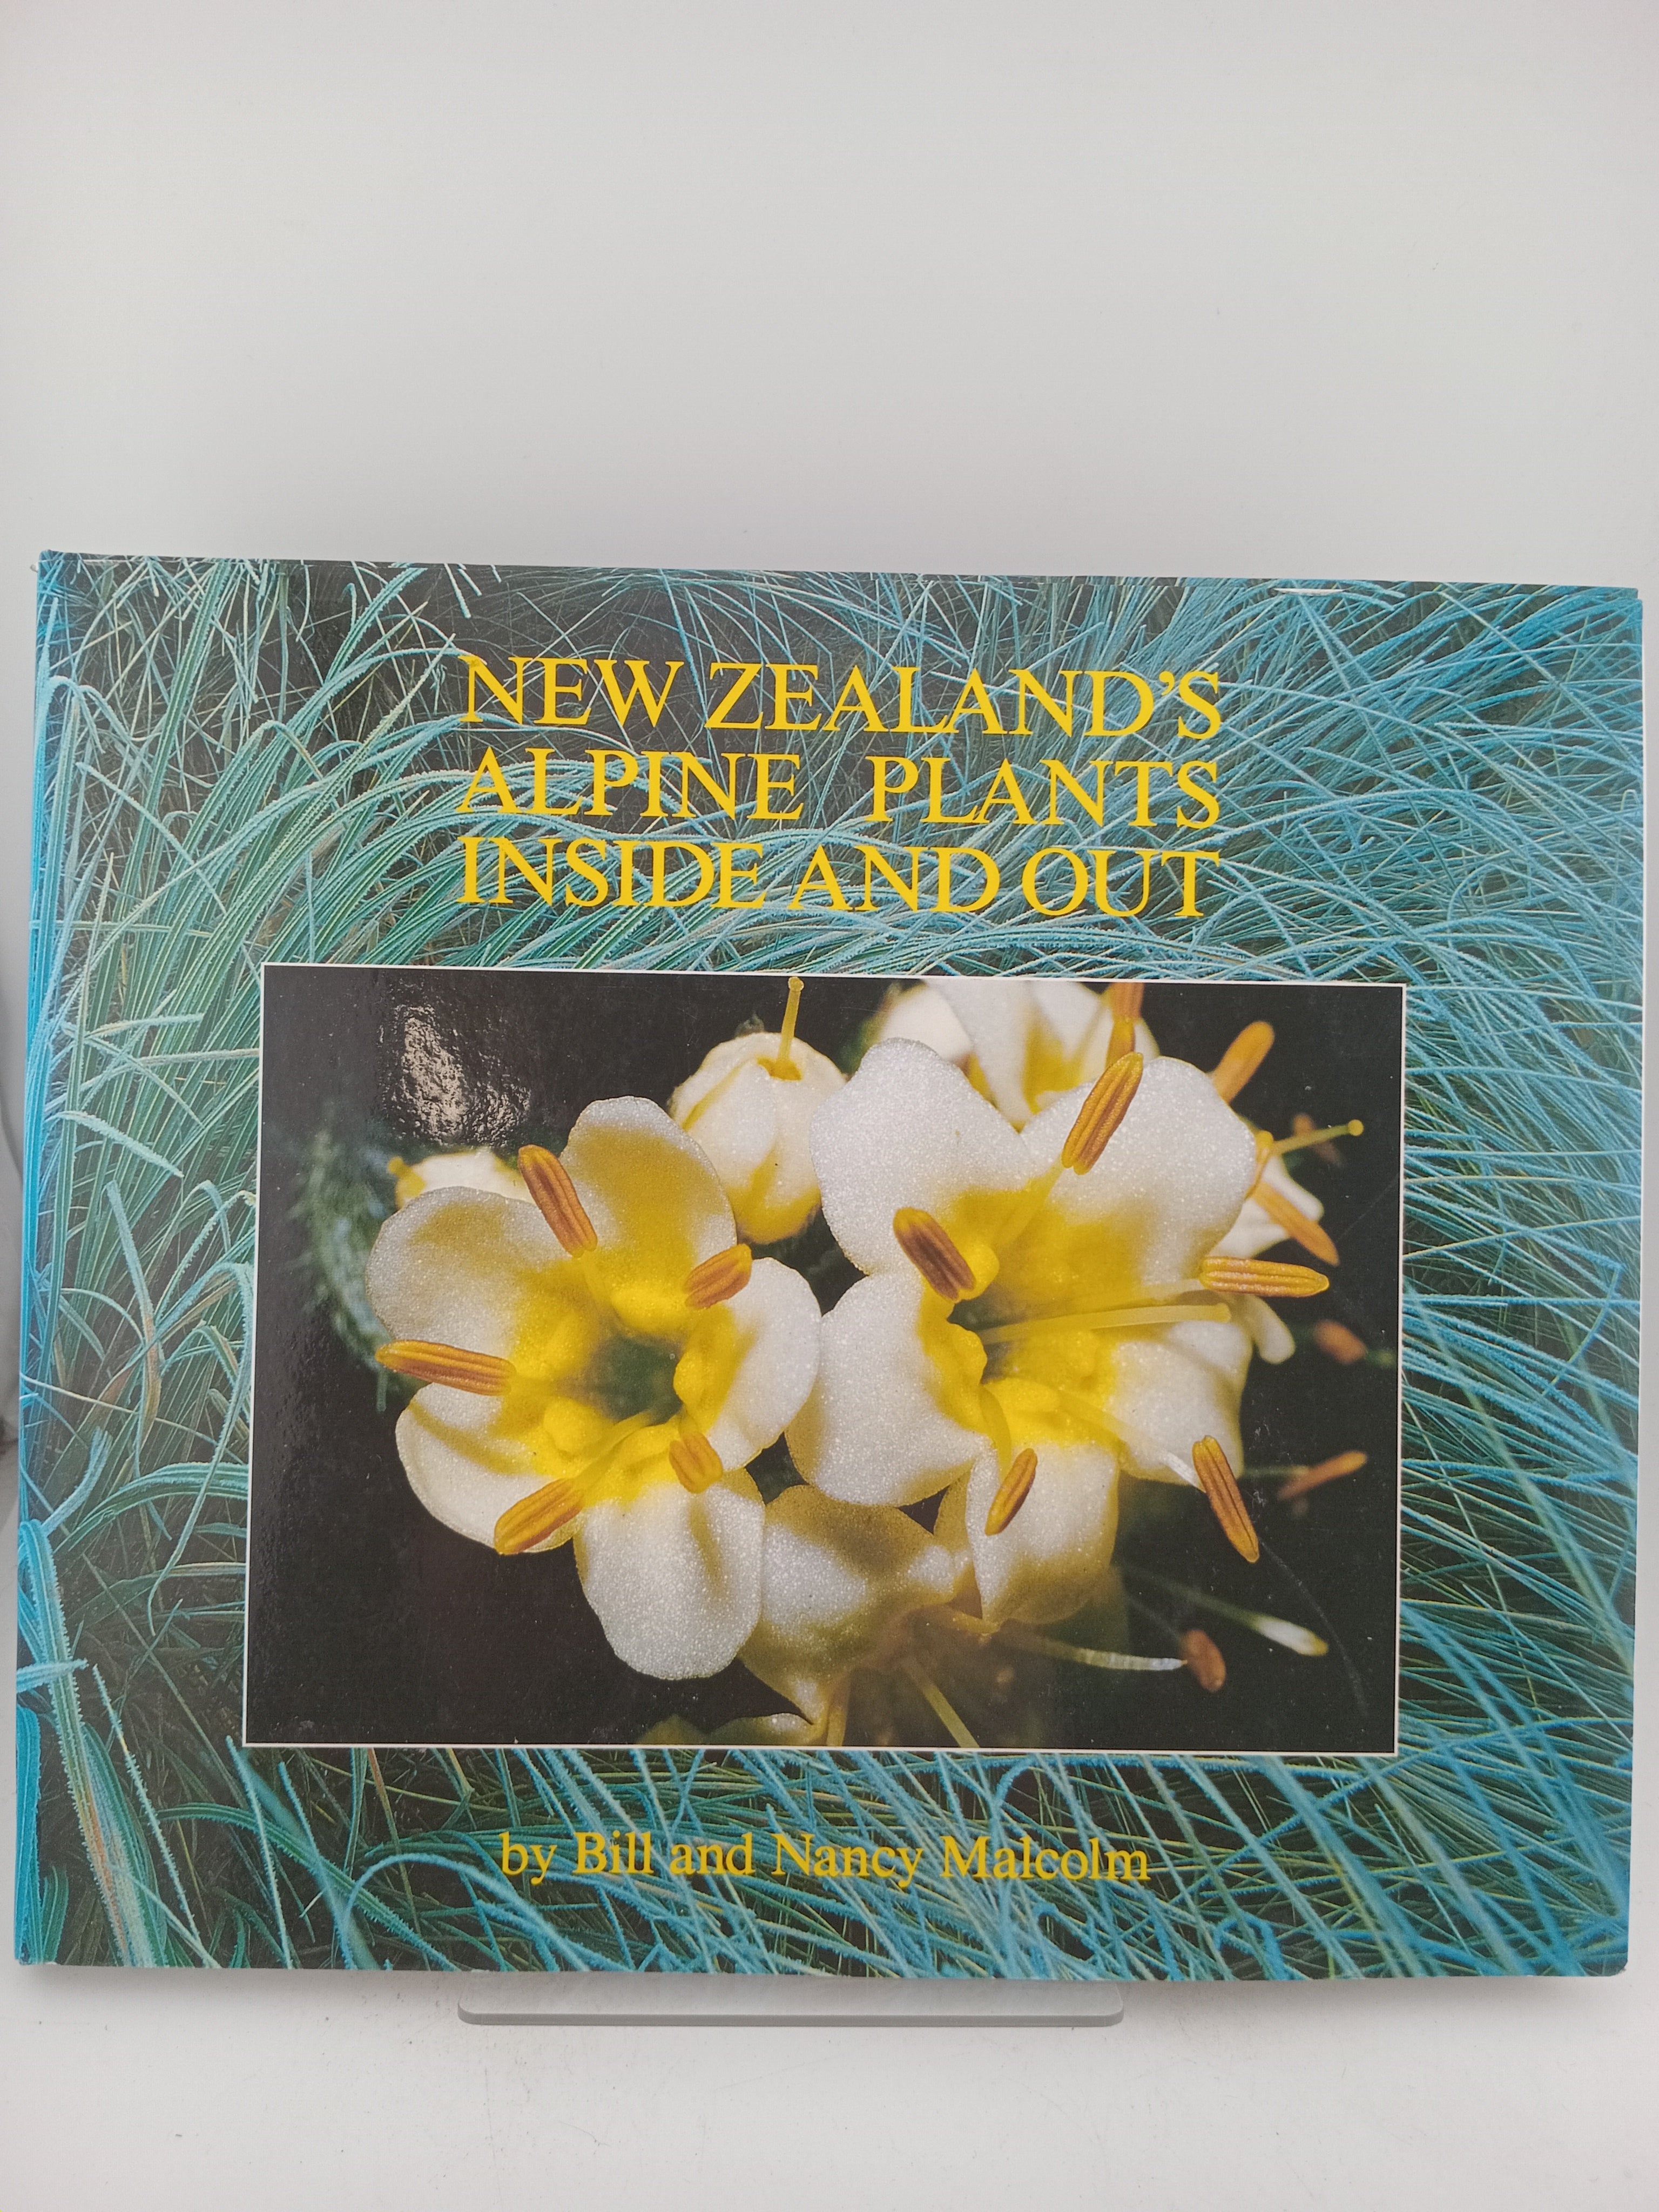 NEW ZEALAND'S
ALPINE PLANTS
INSIDE AND OUT
by Bill and Nancy Malcolm